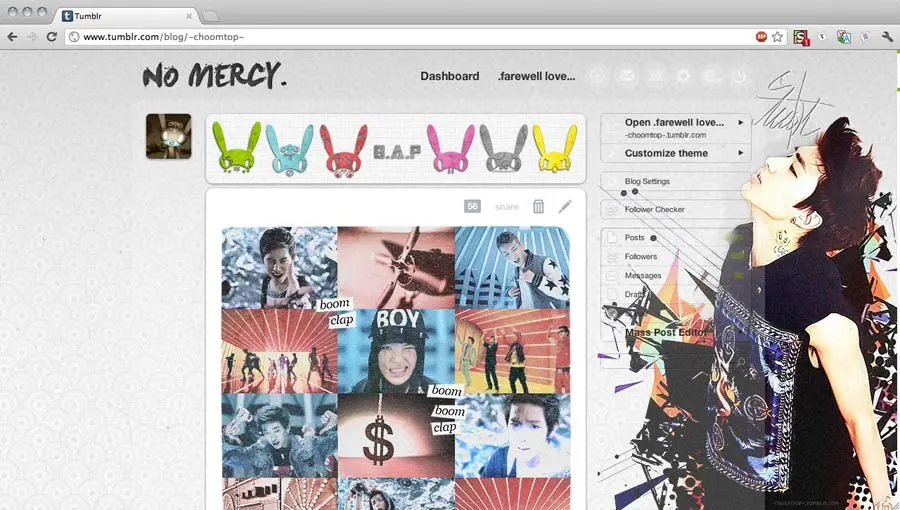 Tumblr
www.tumblr.com/blog/-choomtop-
NO MERCY.
Dashboard
.farewell love...
B.A.P
Open .farewell love...
-choomtop-.tumblr.com
Customize theme
Blog Settings
Follower Checker
56
share
Posts
Followers
Messages
Mass Post Editor
boom
clap
BOY
boom
boom
clap
$